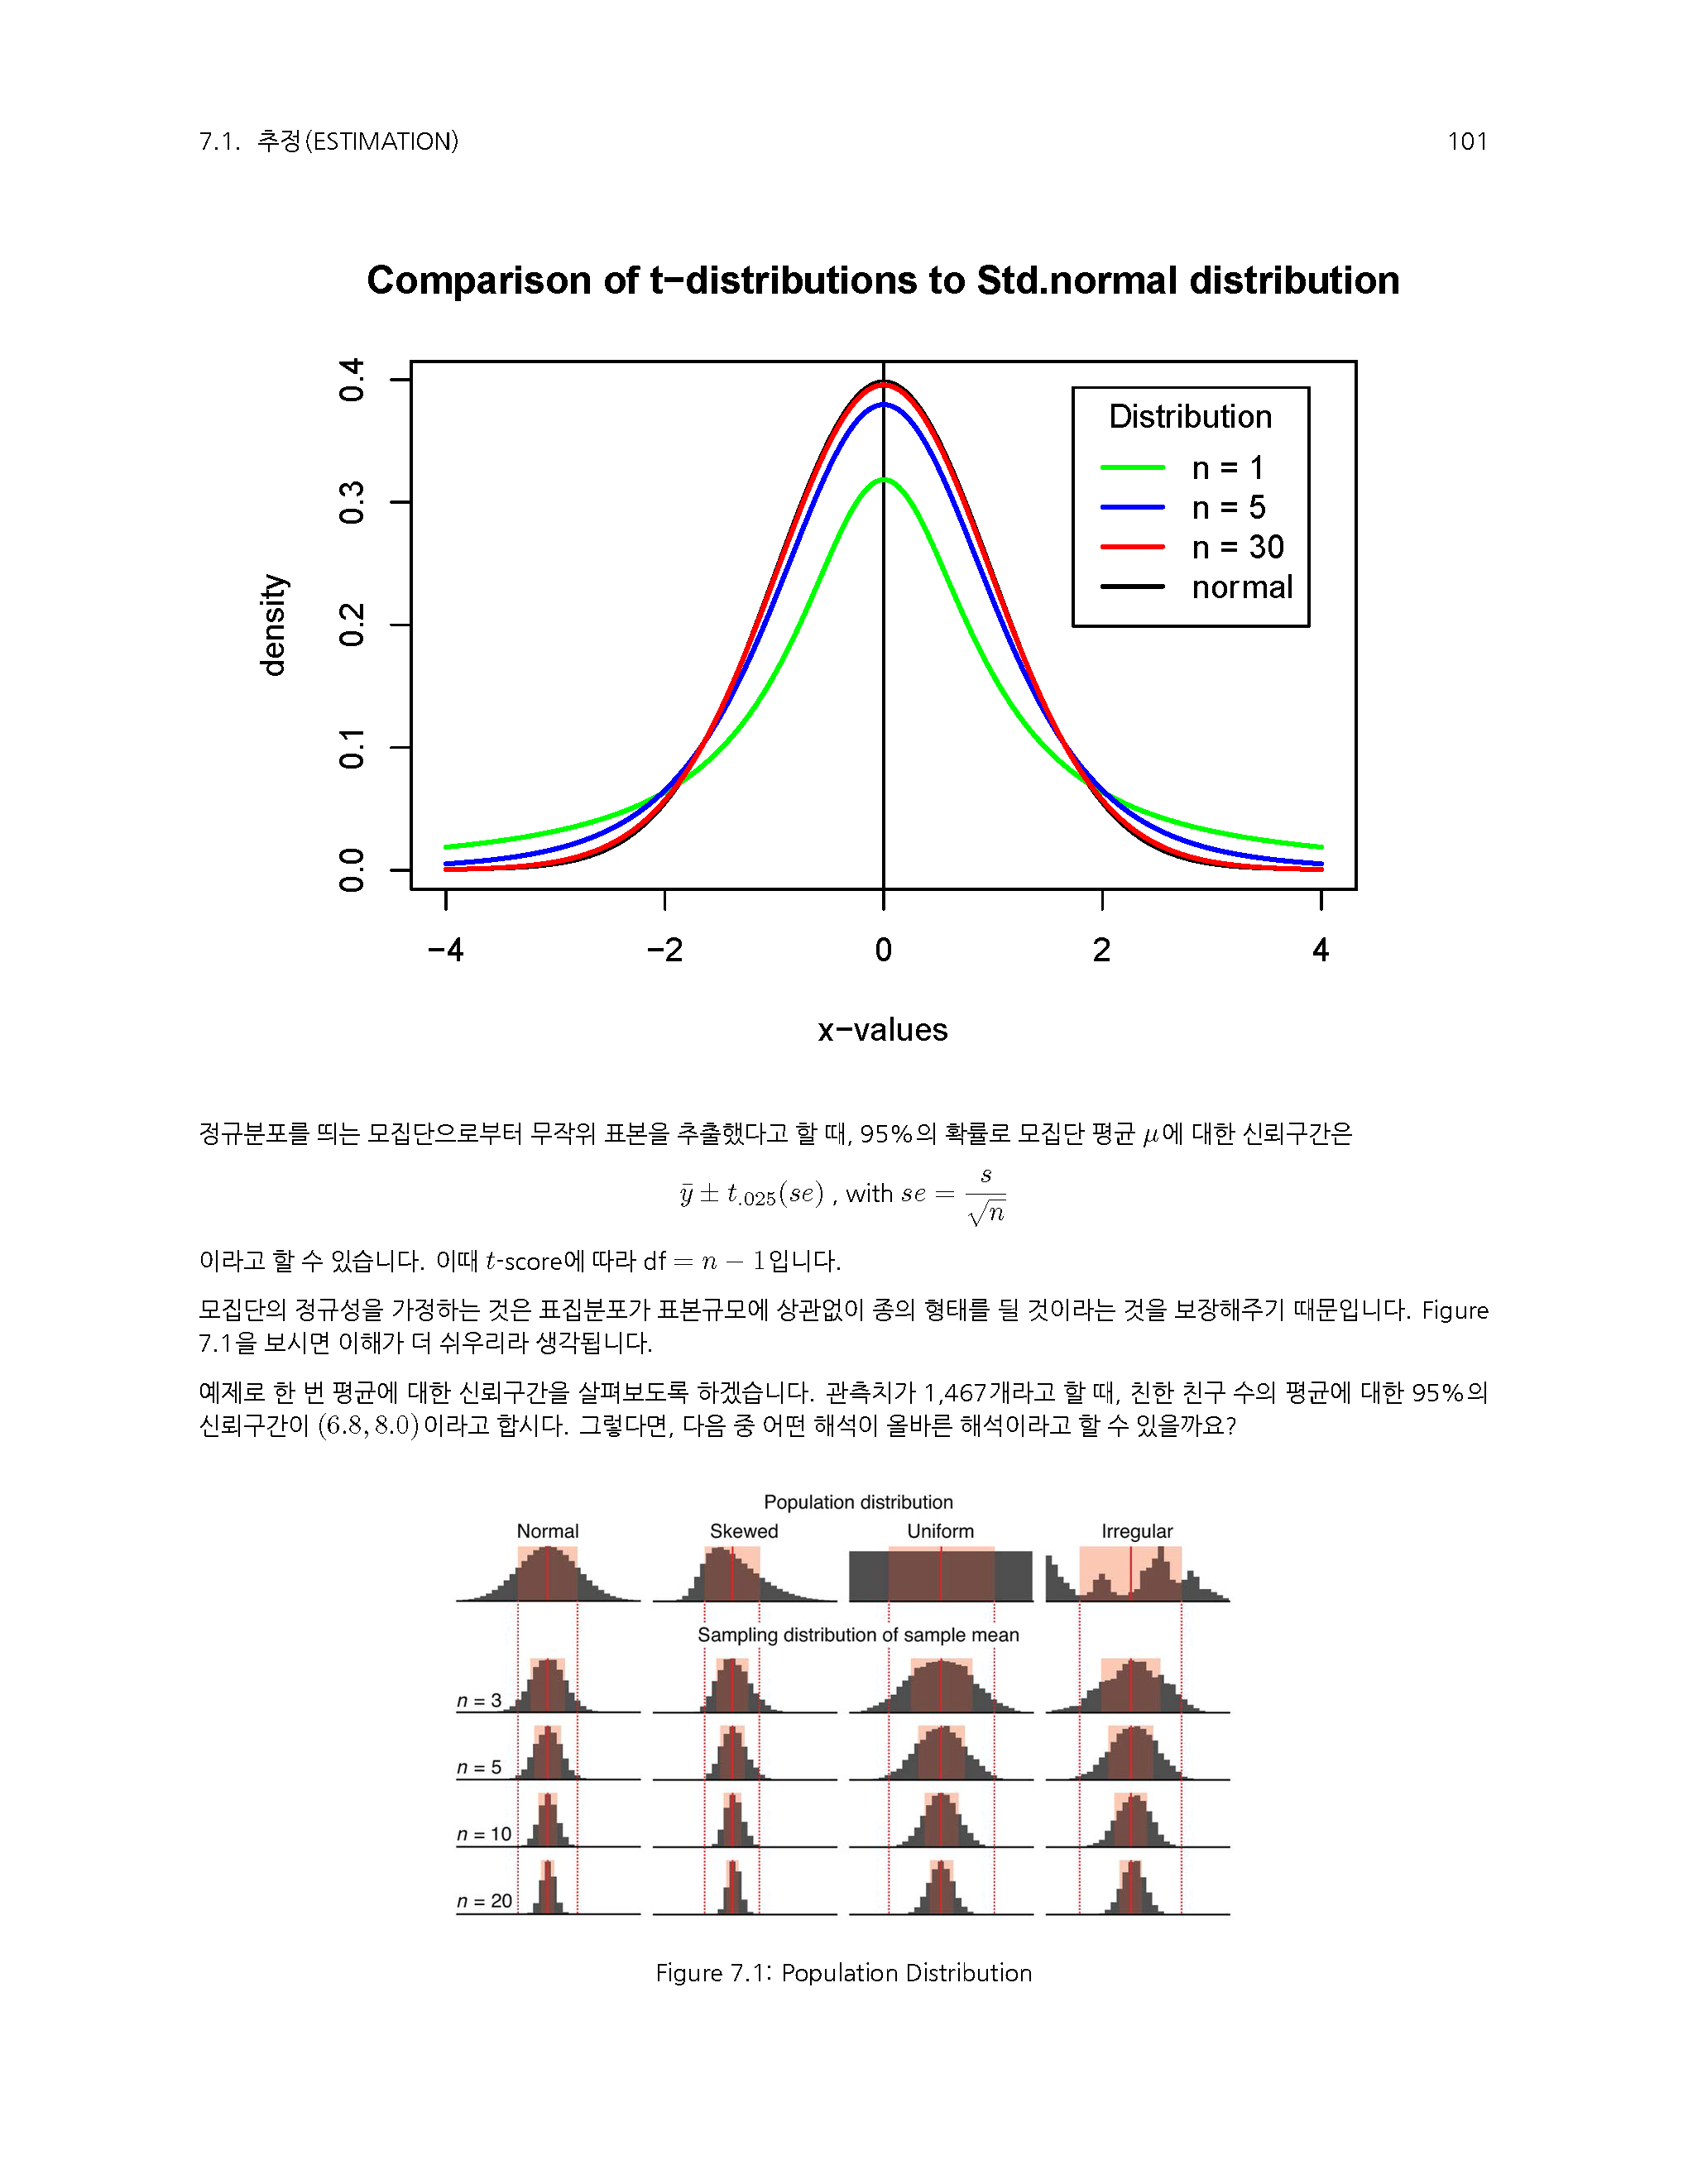 7.1. 추정(ESTIMATION) 101
Comparison of t−distributions to Std.normal distribution
density
0.4
0.3
0.2
0.1
0.0
Distribution
n = 1
n = 5
n = 30
normal
−4 −2 0 2 4
x−values
정규분포를 띄는 모집단으로부터 무작위 표본을 추출했다고 할 때, 95%의 확률로 모집단 평균 μ에 대한 신뢰구간은
ȳ ± t.025(se) , with se = s/√n
이라고 할 수 있습니다. 이때 t-score에 따라 df = n − 1입니다.
모집단의 정규성을 가정하는 것은 표집분포가 표본규모에 상관없이 종의 형태를 띌 것이라는 것을 보장해주기 때문입니다. Figure
7.1을 보시면 이해가 더 쉬우리라 생각됩니다.
예제로 한 번 평균에 대한 신뢰구간을 살펴보도록 하겠습니다. 관측치가 1,467개라고 할 때, 친한 친구 수의 평균에 대한 95%의
신뢰구간이 (6.8, 8.0)이라고 합시다. 그렇다면, 다음 중 어떤 해석이 올바른 해석이라고 할 수 있을까요?
Population distribution
Normal Skewed Uniform Irregular
Sampling distribution of sample mean
n = 3
n = 5
n = 10
n = 20
Figure 7.1: Population Distribution